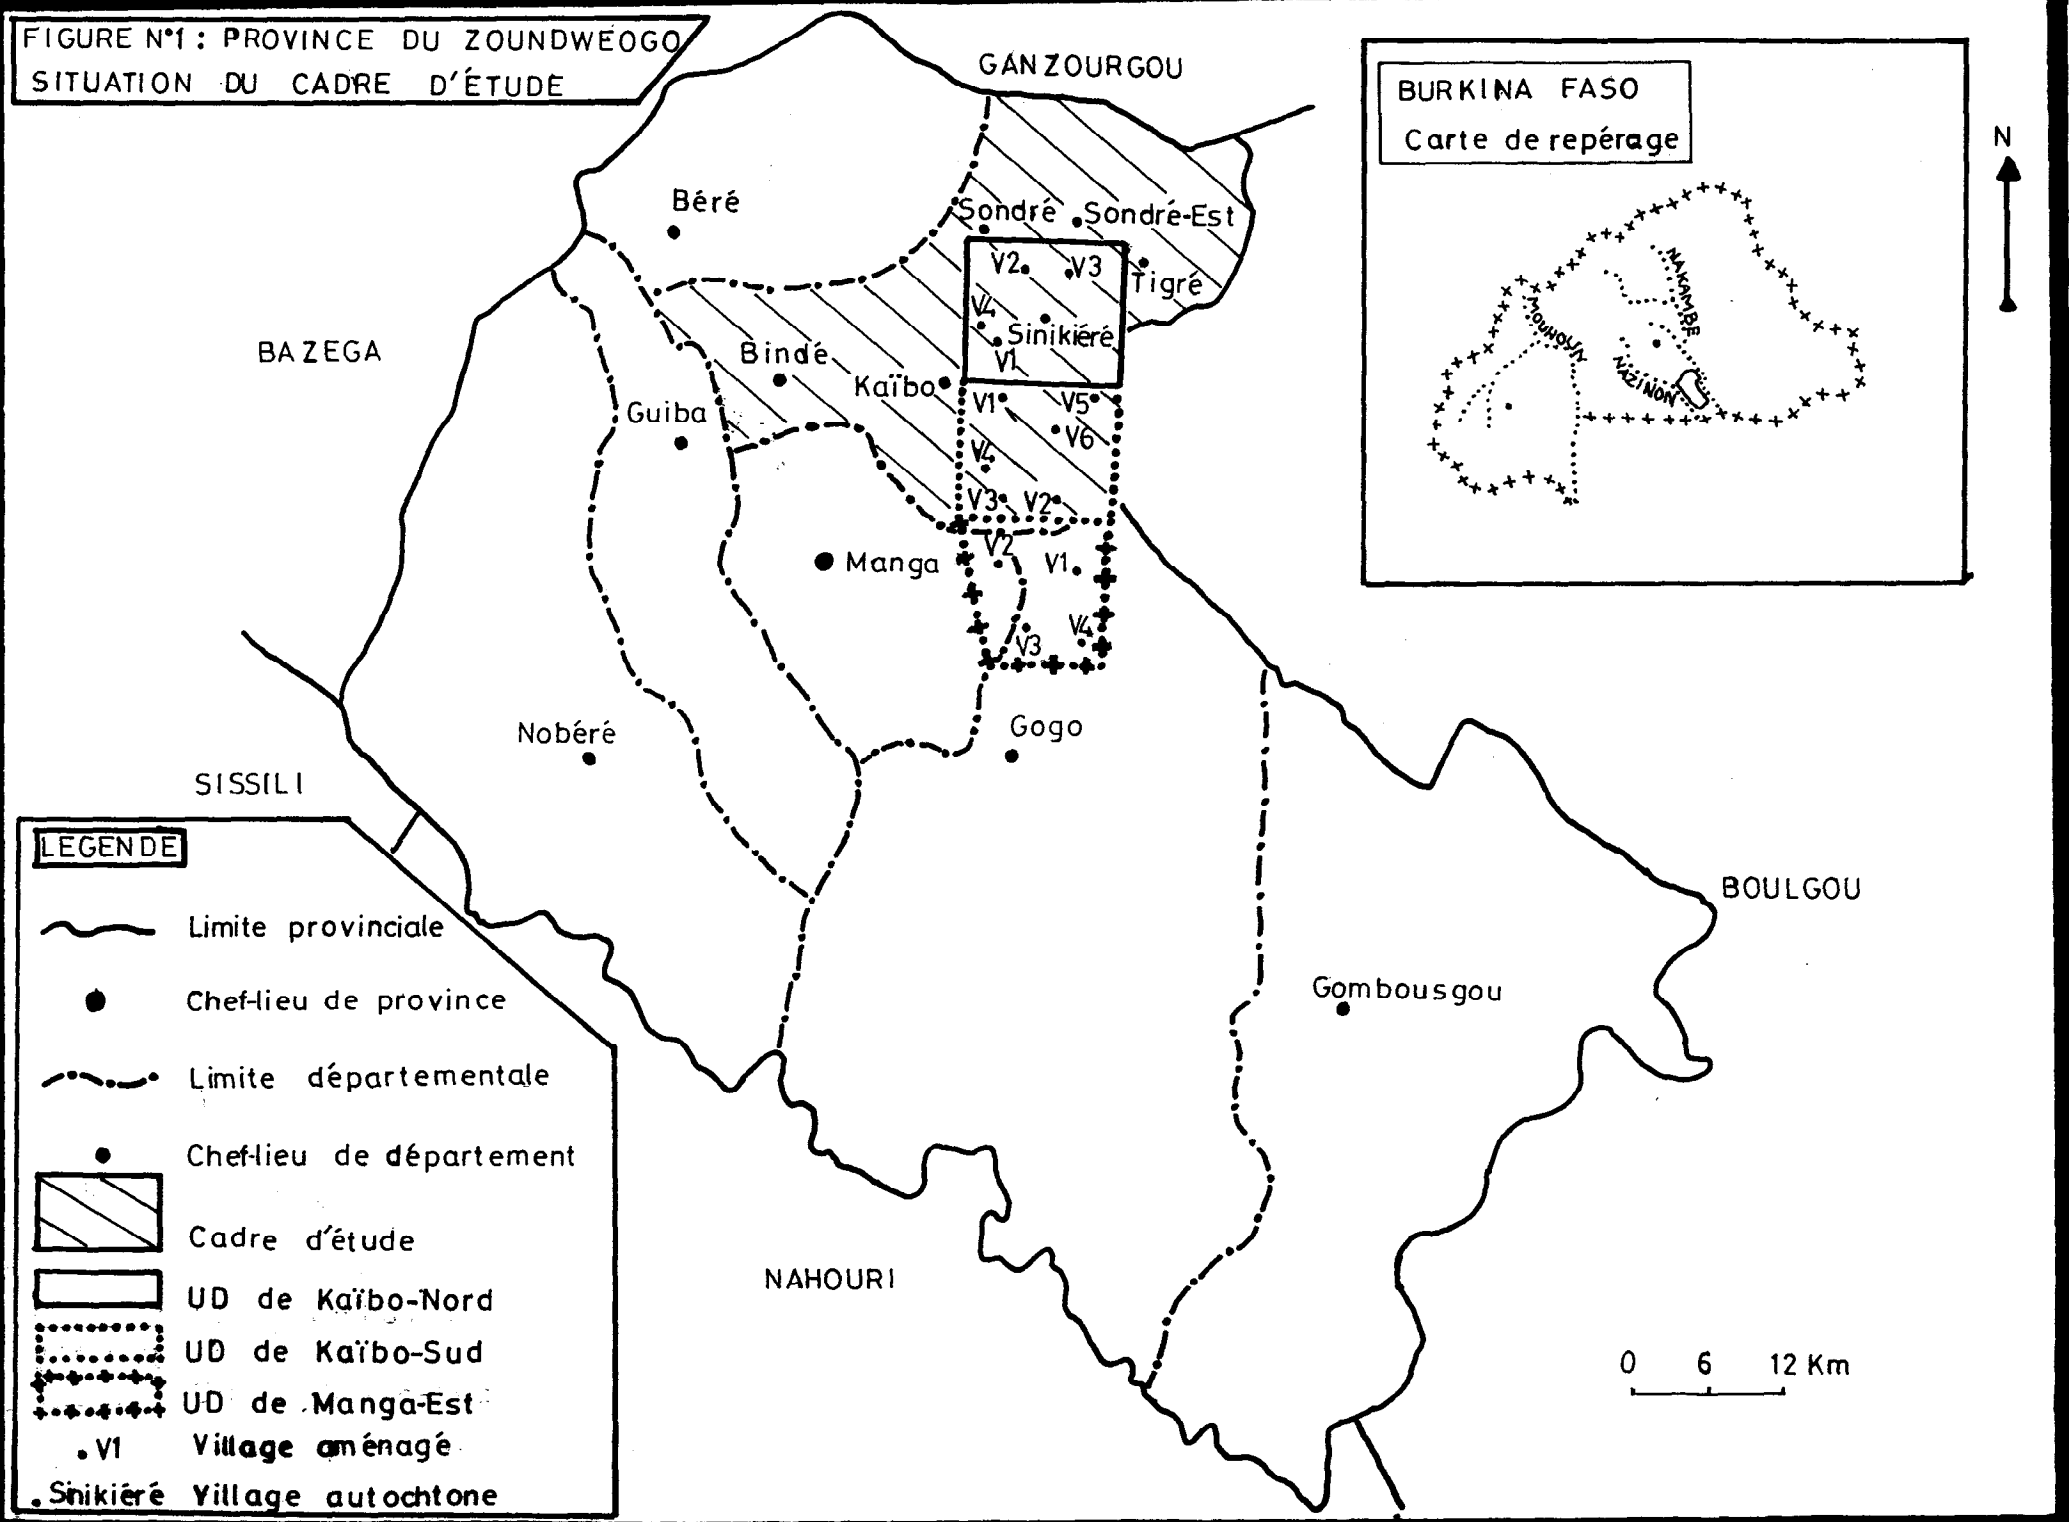 FIGURE N°1 : PROVINCE DU ZOUNDWEOGO
SITUATION DU CADRE D'ÉTUDE
GANZOURGOU
BURKINA FASO
Carte de repérage
N
NAKAMBE
MOUHOUN
NAZINON
Béré
Sondré
Sondré-Est
V2
V3
Tigré
V4
Sinikiéré
V1
BAZEGA
Bindé
Kaïbo
Guiba
V1
V5
V6
V4
V3
V2
Manga
V2
V1
V3
V4
Nobéré
Gogo
SISSILI
BOULGOU
Gombousgou
NAHOURI
0 6 12 Km
LEGENDE
Limite provinciale
Chef-lieu de province
Limite départementale
Chef-lieu de département
Cadre d'étude
UD de Kaïbo-Nord
UD de Kaïbo-Sud
UD de Manga-Est
.V1 Village aménagé
.Sinikiéré Village autochtone